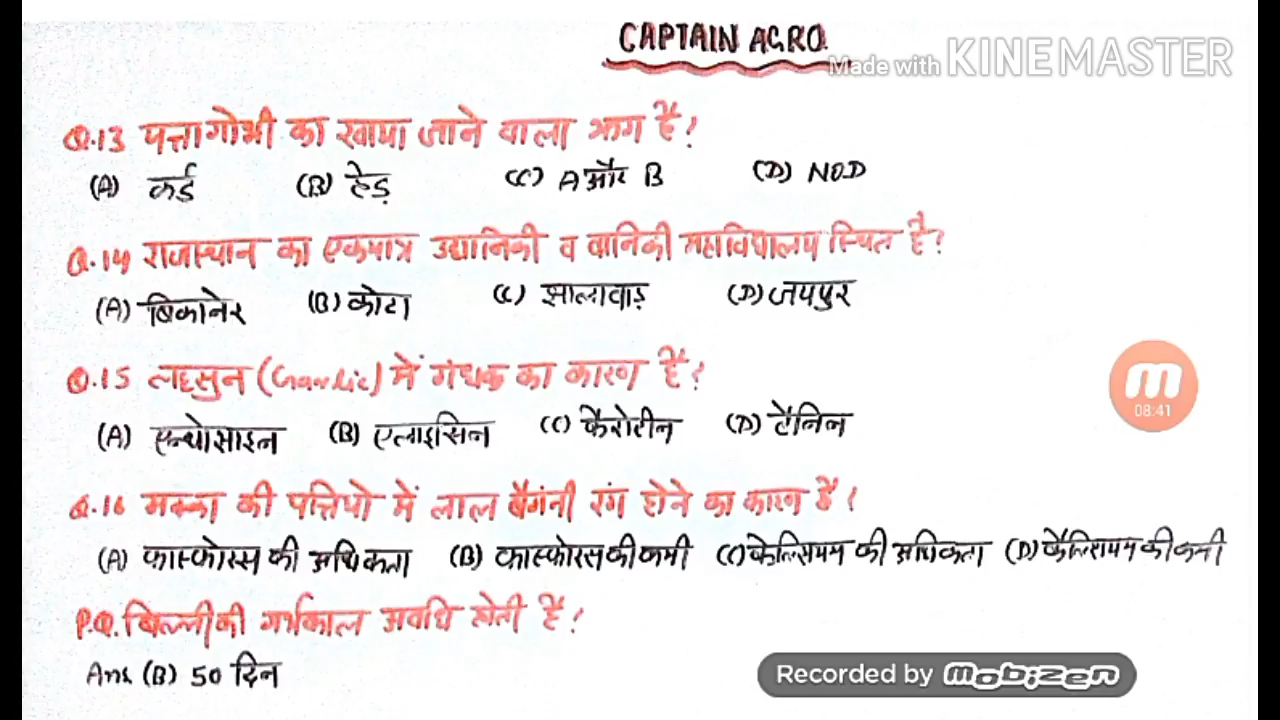 CAPTAIN AGRO.
Made with KINEMASTER
Q.13 पत्तागोभी का खाया जाने वाला भाग है?
(A) कर्ड (B) हेड़ (C) A और B (D) NOD
Q.14 राजस्थान का एकमात्र उद्यानिकी व वानिकी महाविद्यालय स्थित है?
(A) बिकानेर (B) कोटा (C) झालावाड़ (D) जयपुर
Q.15 लहसुन (Garlic) में गंधक का कारण है?
(A) एन्थोसाइन (B) एलाइसिन (C) कैरोटीन (D) टैनिन
08:41
Q.16 मक्का की पत्तियो में लाल बैगंनी रंग होने का कारण है?
(A) फास्फोरस की अधिकता (B) फास्फोरस की कमी (C) केल्सियम की अधिकता (D) कैल्शियम की कमी
P.Q. बिल्ली की गर्भकाल अवधि होती है?
Ans (B) 50 दिन
Recorded by mobizen